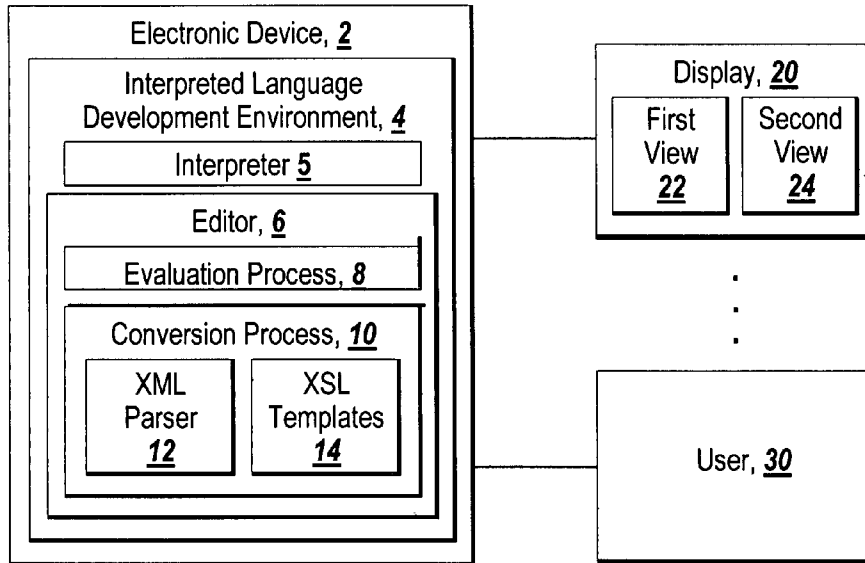 Electronic Device, 2
Interpreted Language
Development Environment, 4
Interpreter 5
Editor, 6
Evaluation Process, 8
Conversion Process, 10
XML
Parser
12
XSL
Templates
14
Display, 20
First
View
22
Second
View
24
User, 30